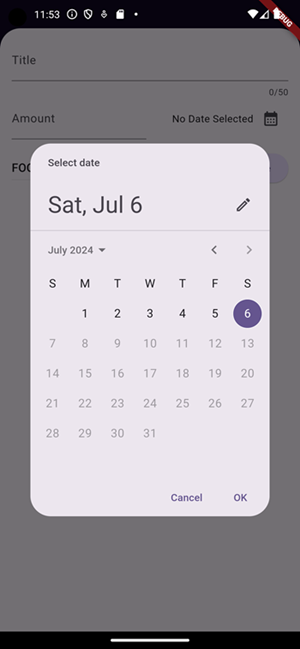 11:53
DEBUG
Title
0/50
Amount No Date Selected
FOO
Select date
Sat, Jul 6
July 2024
S M T W T F S
1 2 3 4 5 6
7 8 9 10 11 12 13
14 15 16 17 18 19 20
21 22 23 24 25 26 27
28 29 30 31
Cancel OK